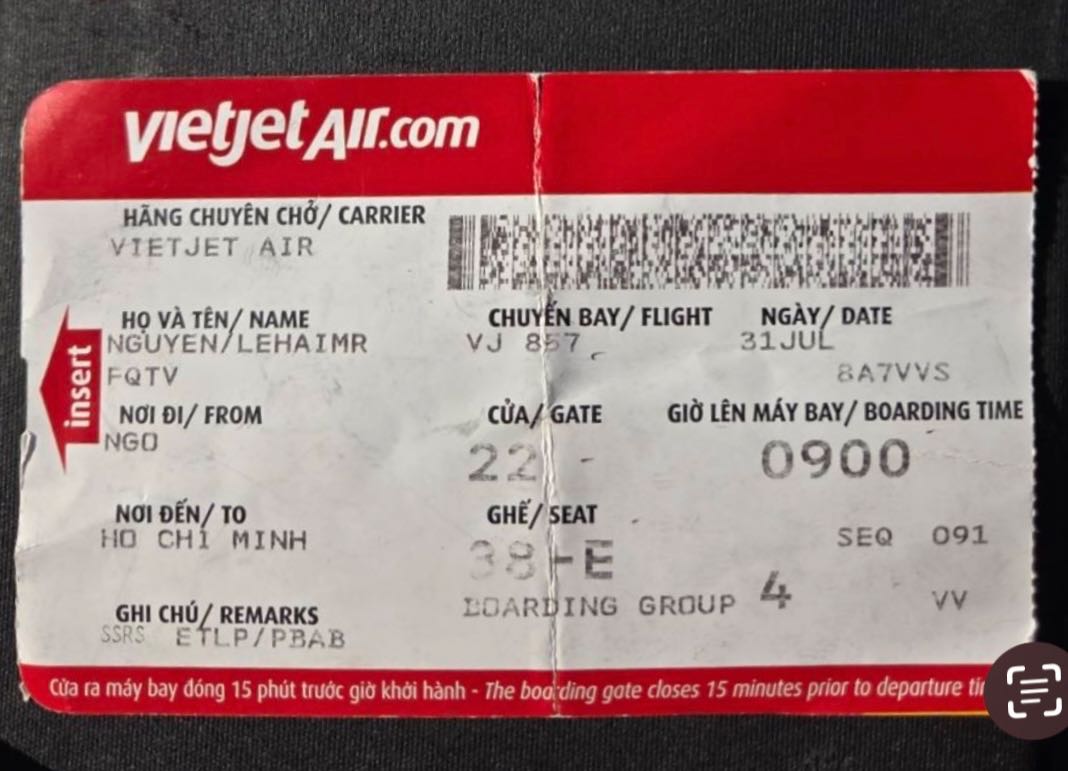 vietjetAir.com
HÃNG CHUYÊN CHỞ/ CARRIER
VIETJET AIR
HỌ VÀ TÊN/ NAME
NGUYEN/LEHAIMR
FQTV
CHUYẾN BAY/ FLIGHT
VJ 857
NGÀY/ DATE
31JUL
8A7VVS
insert
NƠI ĐI/ FROM
NGO
CỬA/ GATE
22
GIỜ LÊN MÁY BAY/ BOARDING TIME
0900
NƠI ĐẾN/ TO
HO CHI MINH
GHẾ/ SEAT
38-E
SEQ 091
BOARDING GROUP 4
VV
GHI CHÚ/ REMARKS
SSRS ETLP/PBAB
Cửa ra máy bay đóng 15 phút trước giờ khởi hành - The boarding gate closes 15 minutes prior to departure